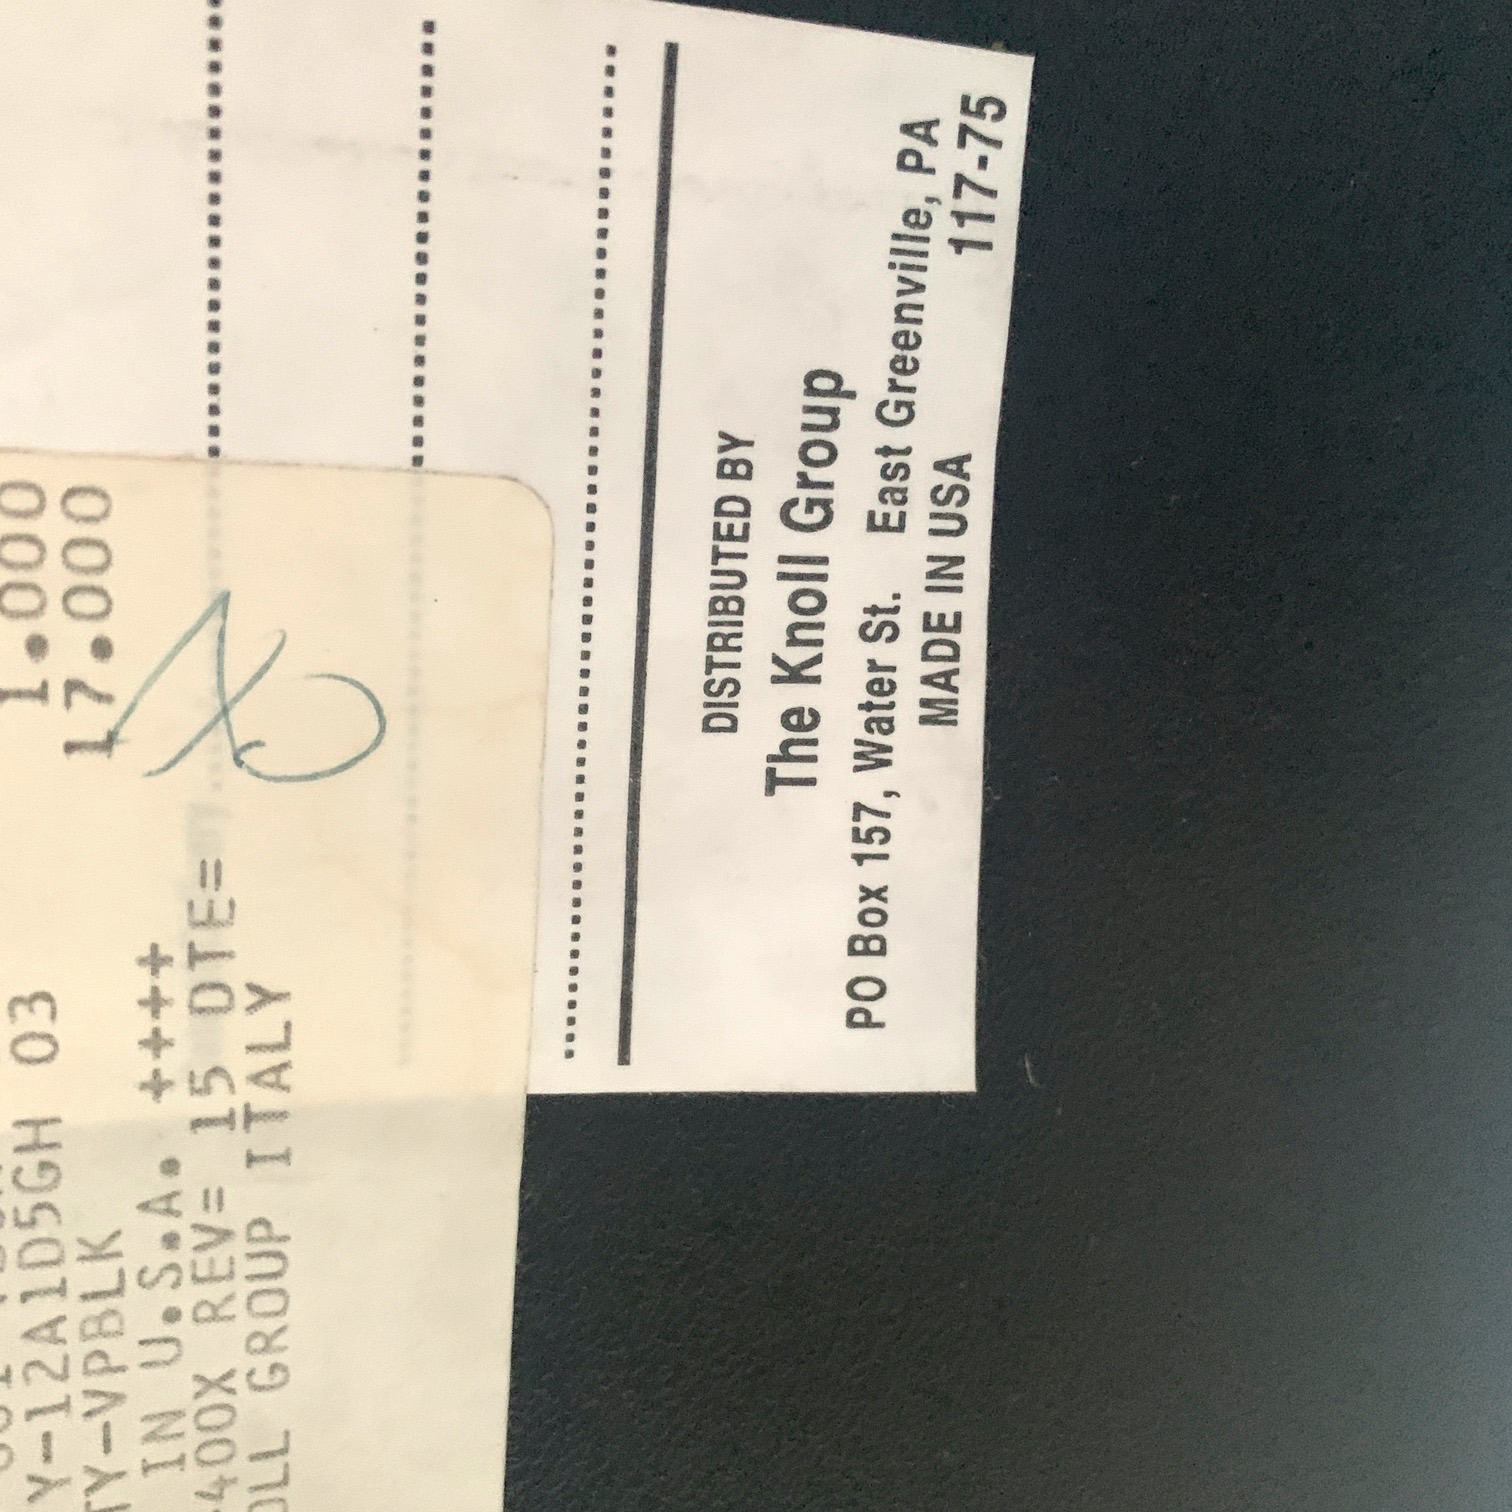 1.000
17.000
Y-12A1D5GH 03
TY-VPBLK
IN U.S.A. ++++
400X REV= 15 DTE=
OLL GROUP ITALY
DISTRIBUTED BY
The Knoll Group
PO Box 157, Water St. East Greenville, PA
MADE IN USA 117-75